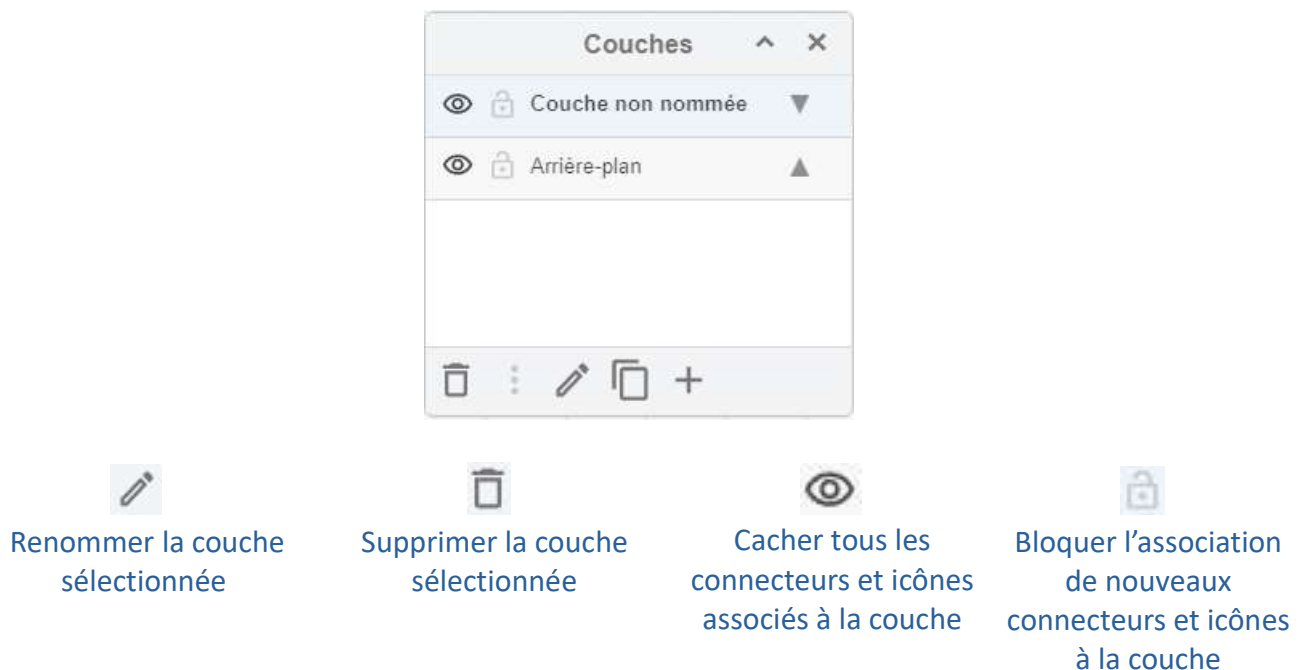 Couches
Couche non nommée
Arrière-plan
Renommer la couche
sélectionnée
Supprimer la couche
sélectionnée
Cacher tous les
connecteurs et icônes
associés à la couche
Bloquer l’association
de nouveaux
connecteurs et icônes
à la couche